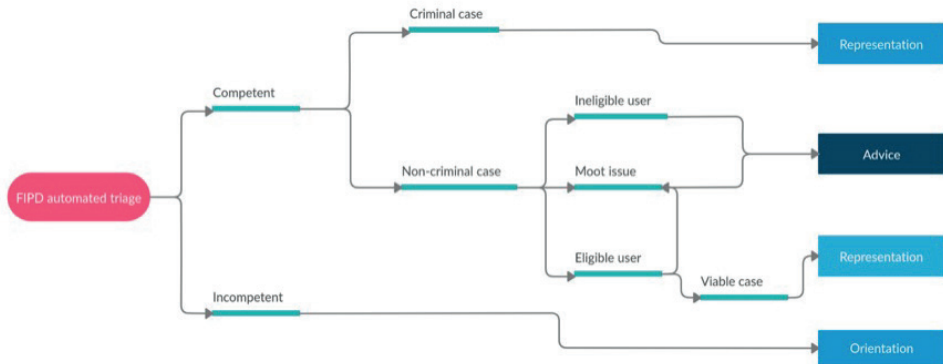 Criminal case
Representation
Competent
Ineligible user
Advice
Non-criminal case
Moot issue
FIPD automated triage
Eligible user
Representation
Viable case
Incompetent
Orientation